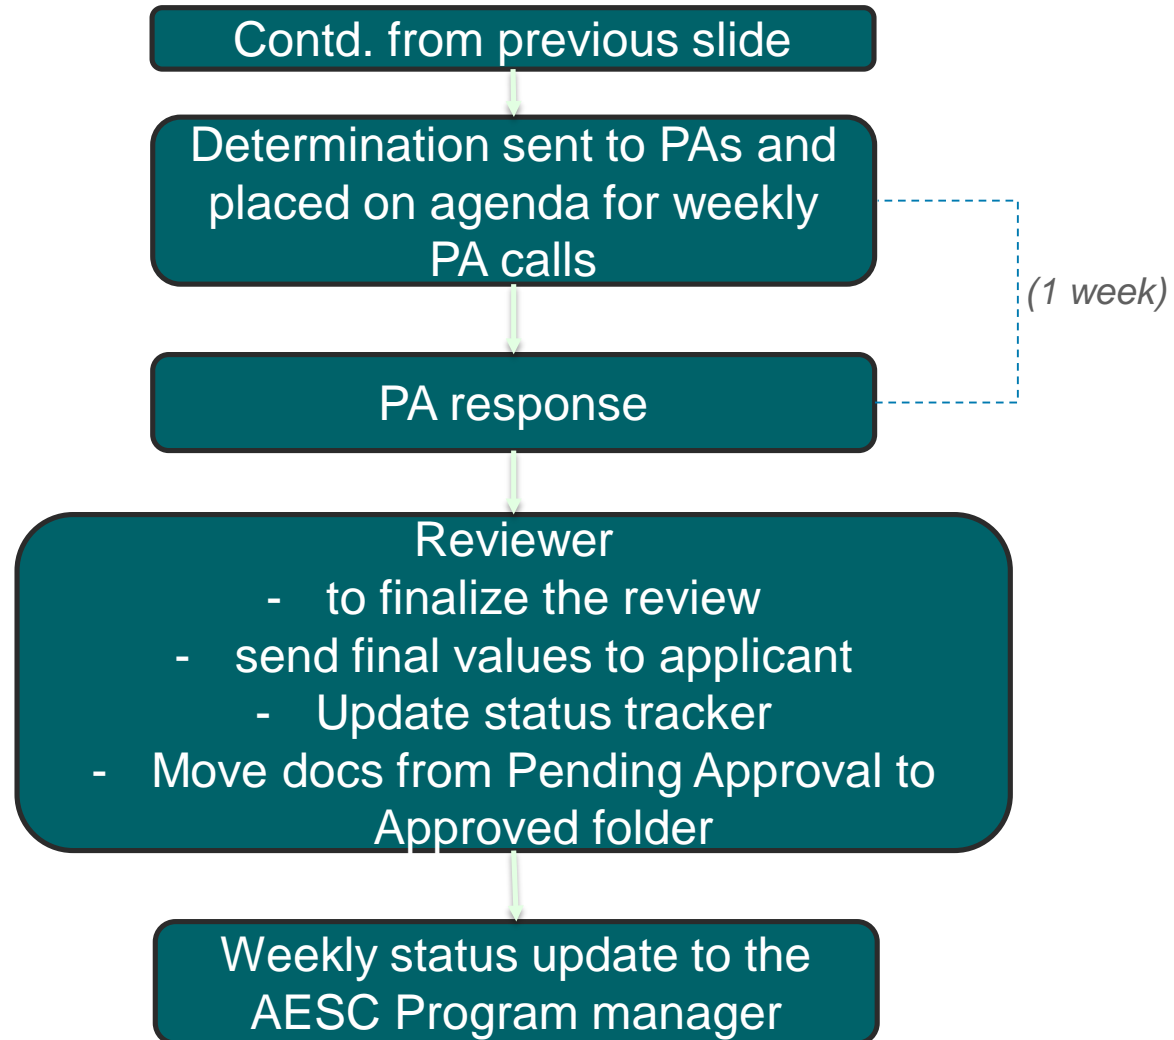 Contd. from previous slide
Determination sent to PAs and
placed on agenda for weekly
PA calls
(1 week)
PA response
Reviewer
- to finalize the review
- send final values to applicant
- Update status tracker
- Move docs from Pending Approval to
Approved folder
Weekly status update to the
AESC Program manager